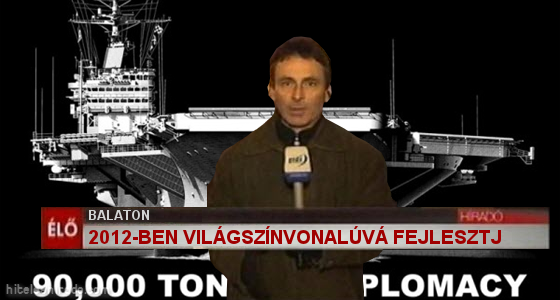 BALATON
HÍRADÓ
ÉLŐ
2012-BEN VILÁGSZÍNVONALÚVÁ FEJLESZTJ
90,000 TON PLOMACY